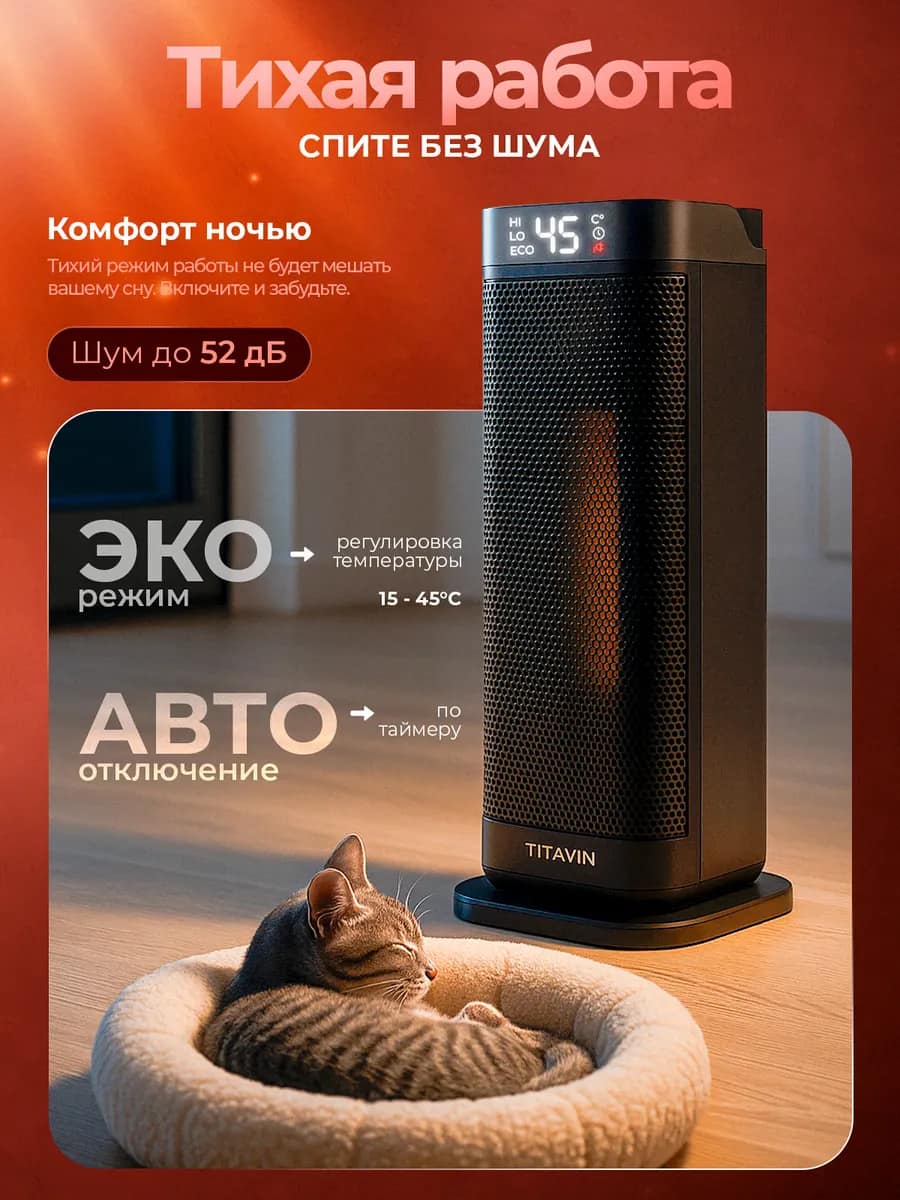 Тихая работа
СПИТЕ БЕЗ ШУМА
Комфорт ночью
Тихий режим работы не будет мешать
вашему сну. Включите и забудьте.
Шум до 52 дБ
HI
LO
ECO
45
C°
ЭКО
режим
регулировка
температуры
15 - 45°C
АВТО
отключение
по
таймеру
TITAVIN